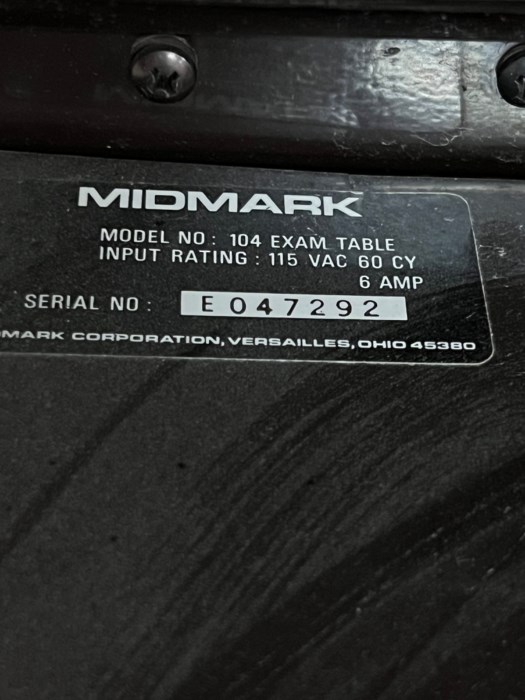 MIDMARK
MODEL NO : 104 EXAM TABLE
INPUT RATING : 115 VAC 60 CY
6 AMP
SERIAL NO : E 047292
MARK CORPORATION, VERSAILLES, OHIO 45380